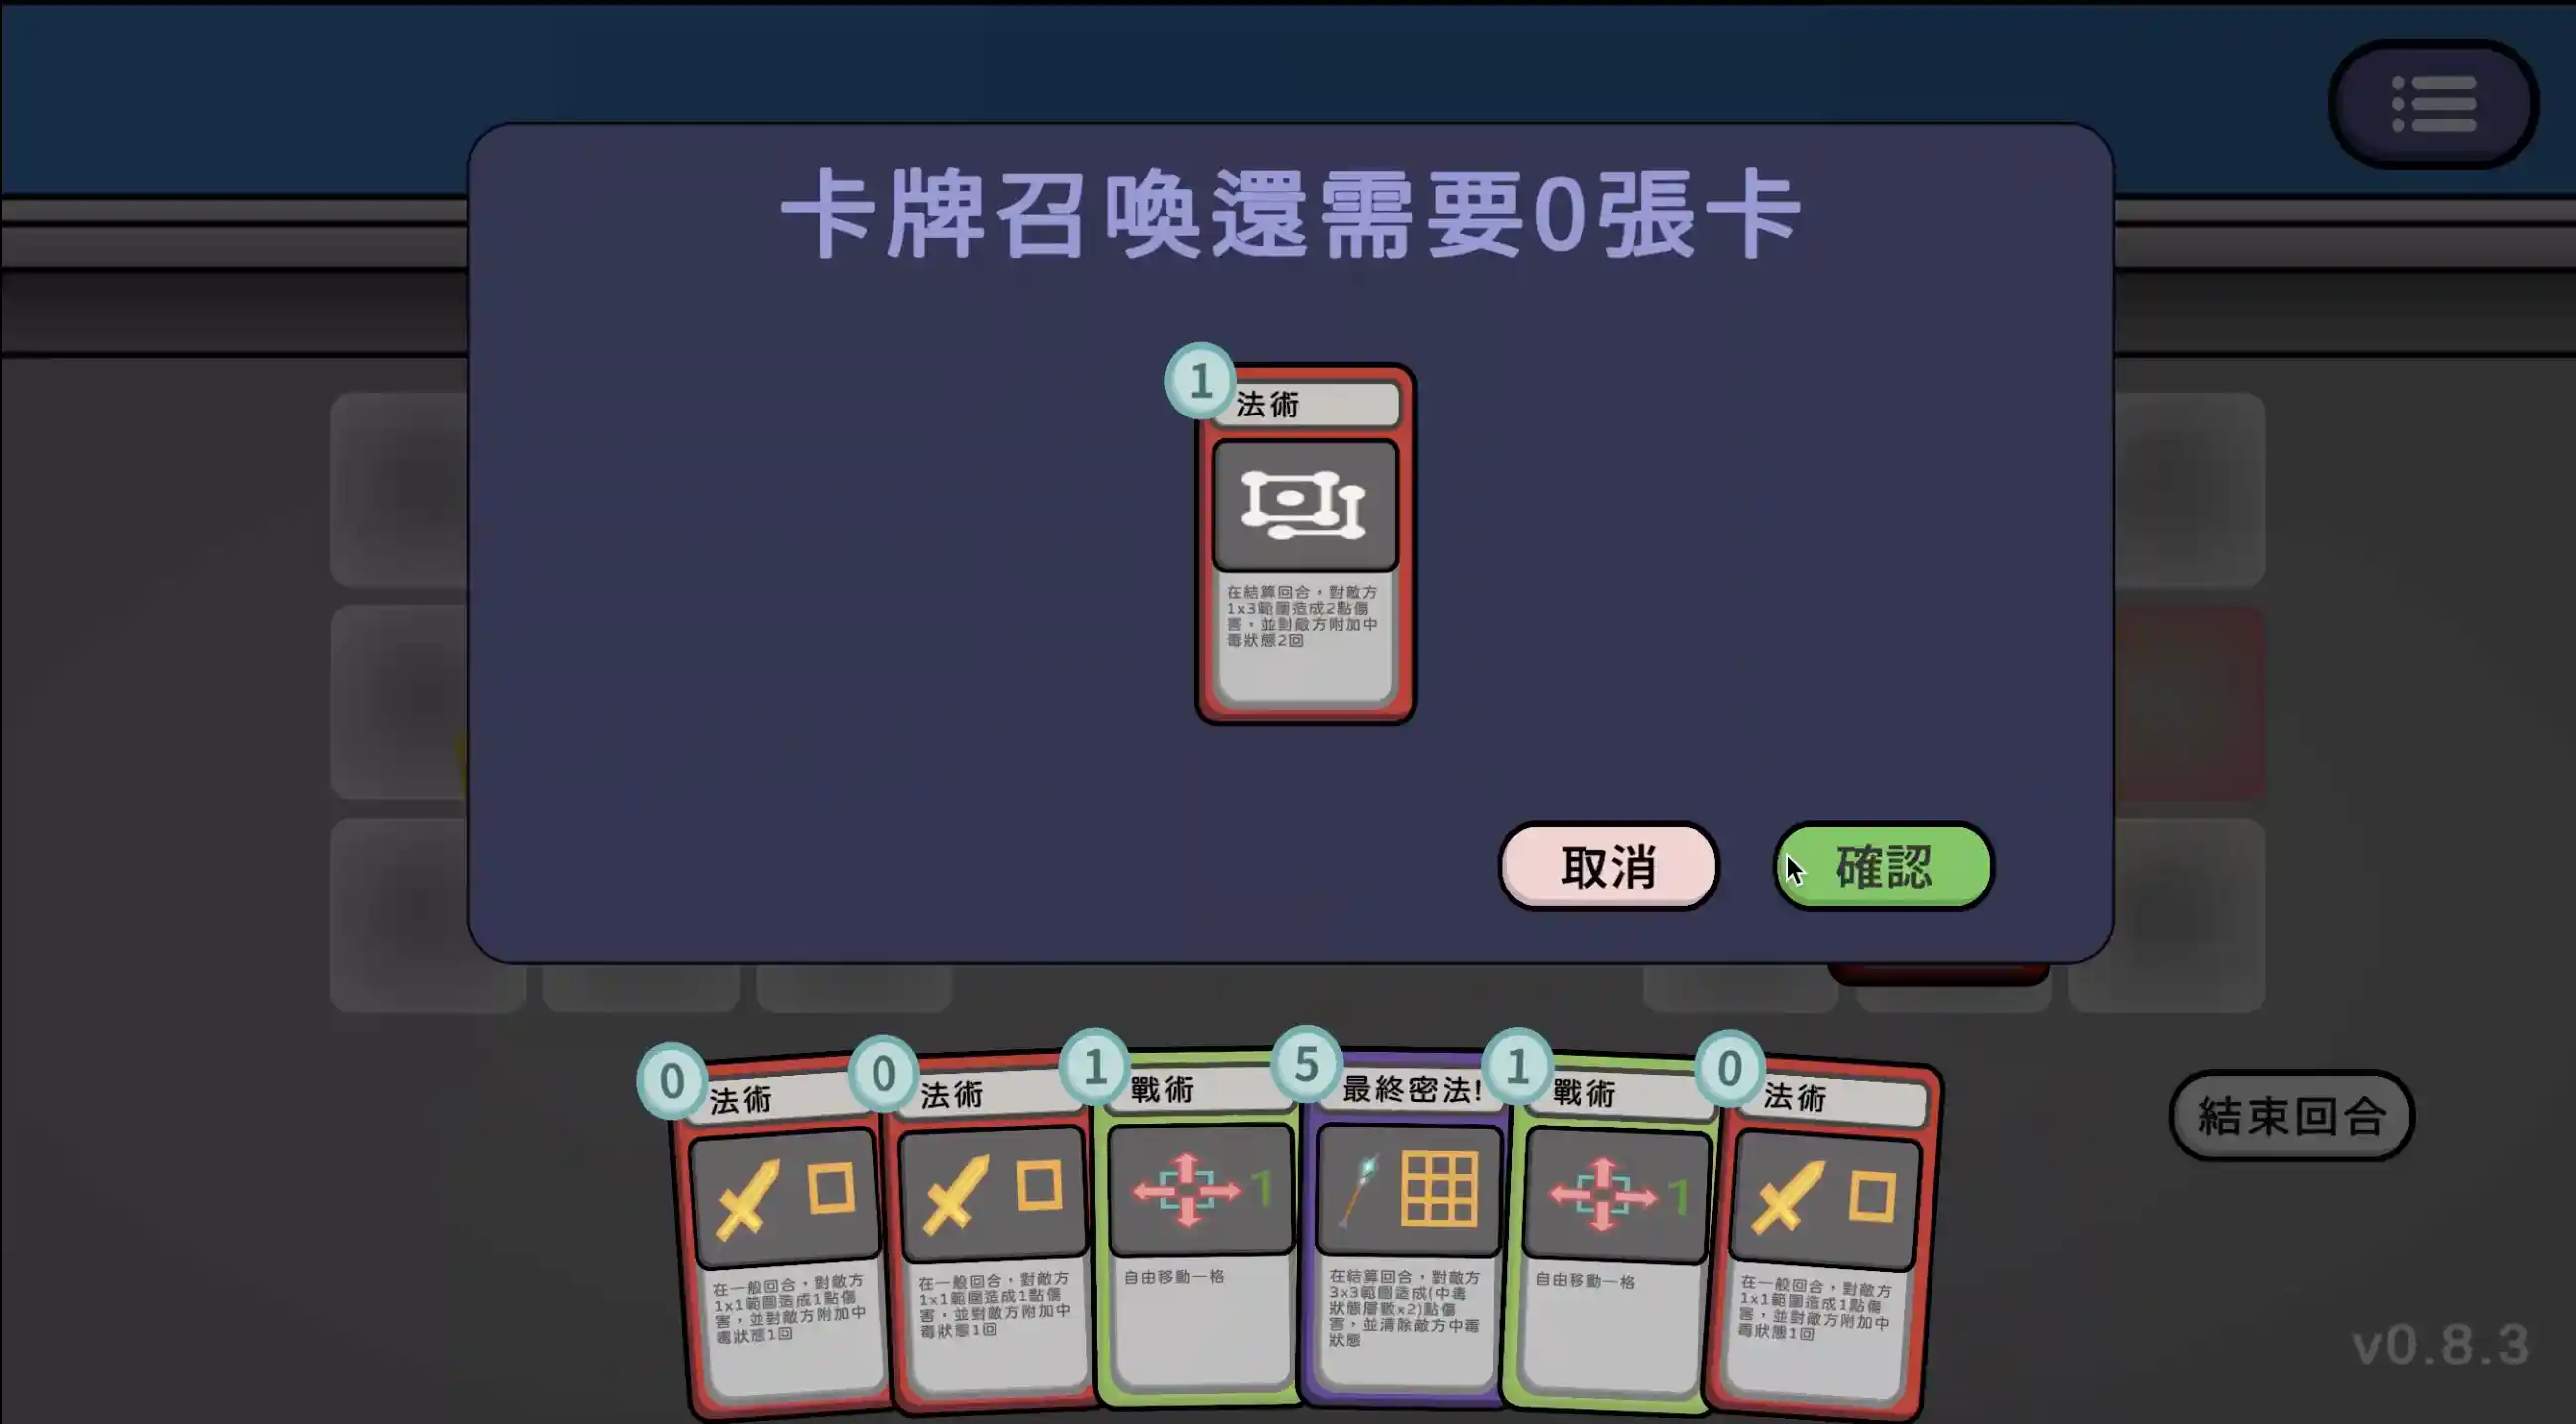 卡牌召喚還需要0張卡
1
法術
在結算回合，對敵方
1x3範圍造成2點傷
害，並對敵方附加中
毒狀態2回
取消
確認
0
法術
在一般回合，對敵方
1x1範圍造成1點傷
害，並對敵方附加中
毒狀態1回
0
法術
在一般回合，對敵方
1x1範圍造成1點傷
害，並對敵方附加中
毒狀態1回
1
戰術
1
自由移動一格
5
最終密法!
在結算回合，對敵方
3x3範圍造成(中毒
狀態層數x2)點傷
害，並清除敵方中毒
狀態
1
戰術
1
自由移動一格
0
法術
在一般回合，對敵方
1x1範圍造成1點傷
害，並對敵方附加中
毒狀態1回
結束回合
v0.8.3